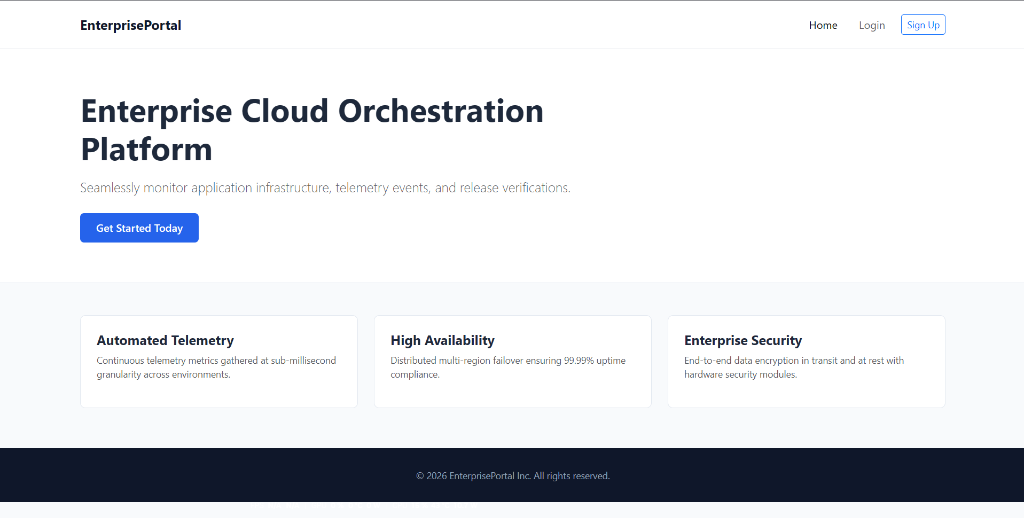 EnterprisePortal
Home
Login
Sign Up
Enterprise Cloud Orchestration
Platform
Seamlessly monitor application infrastructure, telemetry events, and release verifications.
Get Started Today
Automated Telemetry
Continuous telemetry metrics gathered at sub-millisecond
granularity across environments.
High Availability
Distributed multi-region failover ensuring 99.99% uptime
compliance.
Enterprise Security
End-to-end data encryption in transit and at rest with
hardware security modules.
© 2026 EnterprisePortal Inc. All rights reserved.